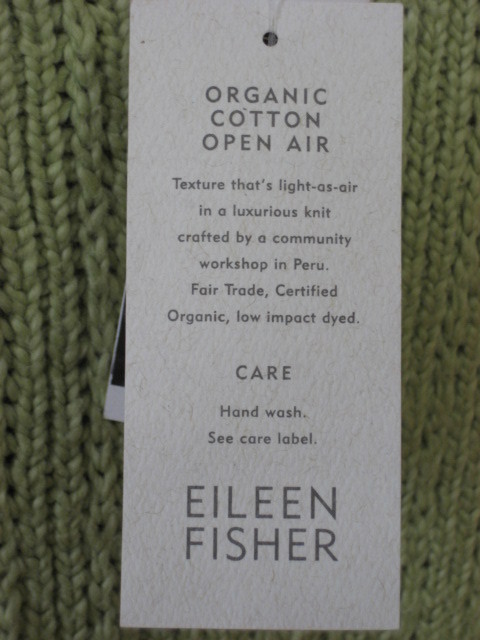 ORGANIC
COTTON
OPEN AIR
Texture that's light-as-air
in a luxurious knit
crafted by a community
workshop in Peru.
Fair Trade, Certified
Organic, low impact dyed.
CARE
Hand wash.
See care label.
EILEEN
FISHER